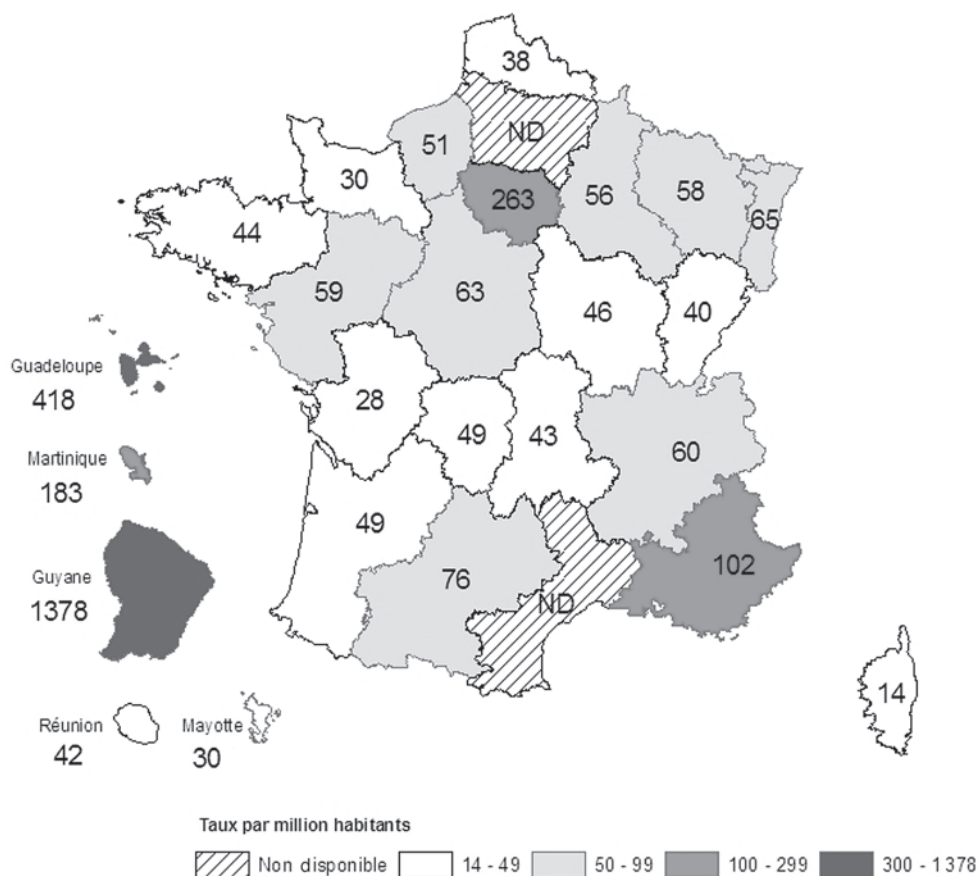 38
ND
51
30
263
56
58
65
44
59
63
46
40
Guadeloupe
418
28
49
43
60
Martinique
183
49
102
Guyane
1378
76
ND
14
Réunion
42
Mayotte
30
Taux par million habitants
Non disponible 14 - 49 50 - 99 100 - 299 300 - 1378